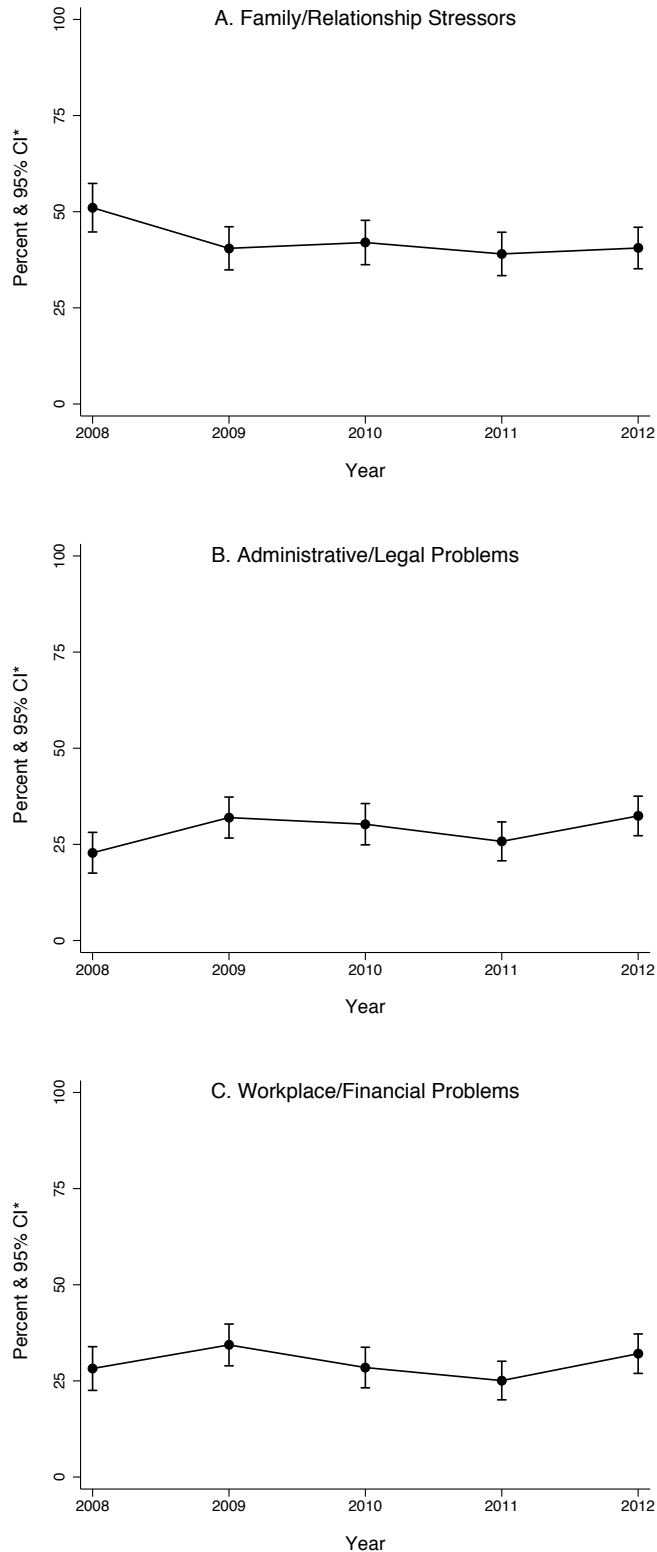 A. Family/Relationship Stressors
100
75
50
25
0
Percent & 95% CI*
2008 2009 2010 2011 2012
Year
B. Administrative/Legal Problems
100
75
50
25
0
Percent & 95% CI*
2008 2009 2010 2011 2012
Year
C. Workplace/Financial Problems
100
75
50
25
0
Percent & 95% CI*
2008 2009 2010 2011 2012
Year